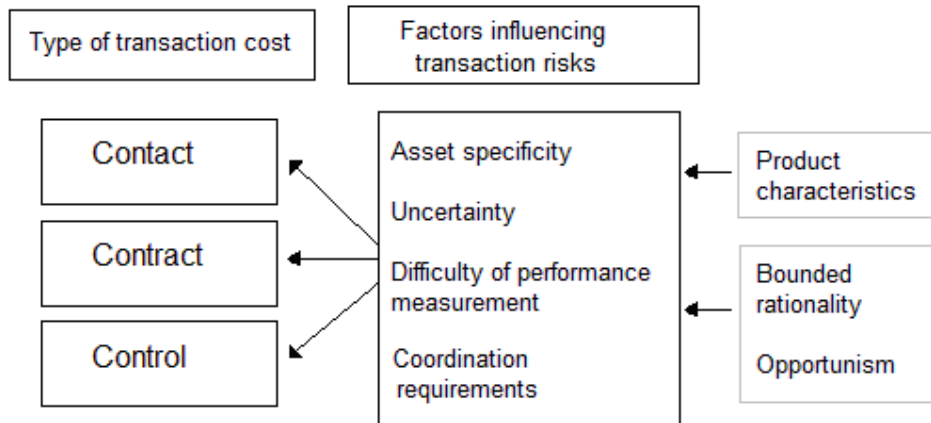 Type of transaction cost
Factors influencing
transaction risks
Contact
Contract
Control
Asset specificity
Uncertainty
Difficulty of performance
measurement
Coordination
requirements
Product
characteristics
Bounded
rationality
Opportunism